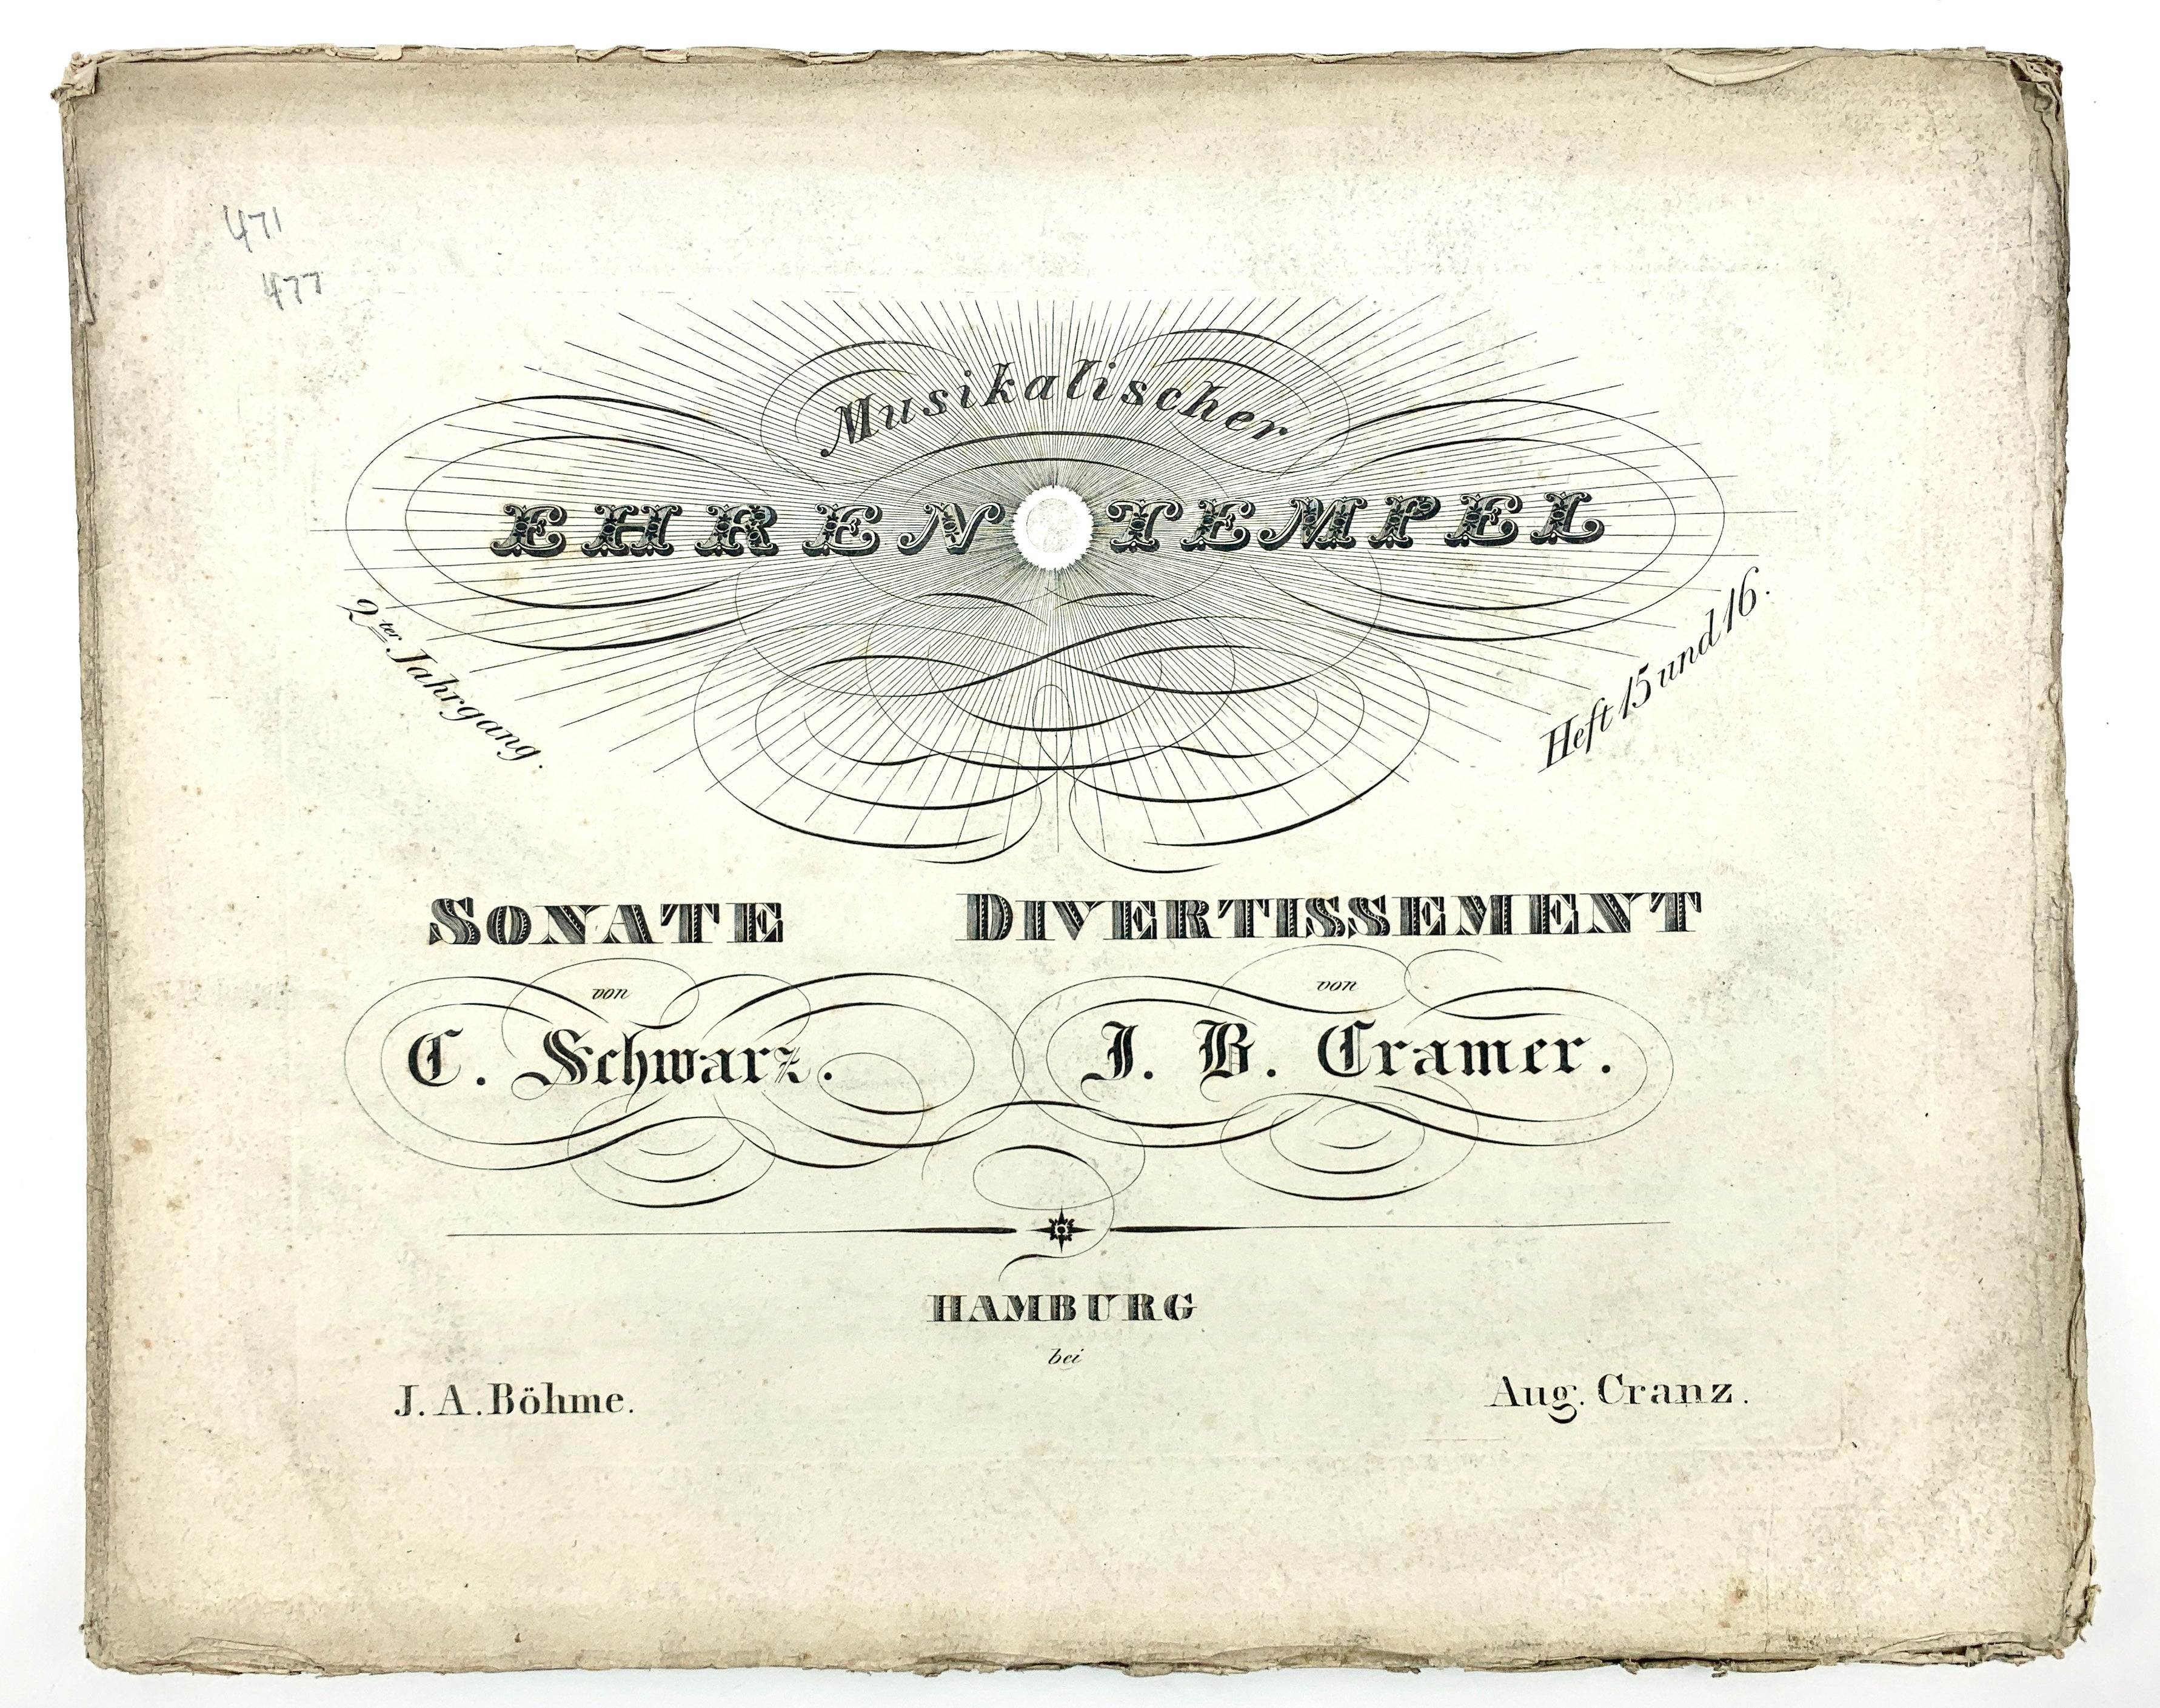 471
477
Musikalischer
EHREN TEMPEL
2ter Jahrgang.
Heft 15 und 16.
SONATE DIVERTISSEMENT
von von
C. Schwarz. J. B. Cramer.
HAMBURG
bei
J. A. Böhme. Aug. Cranz.